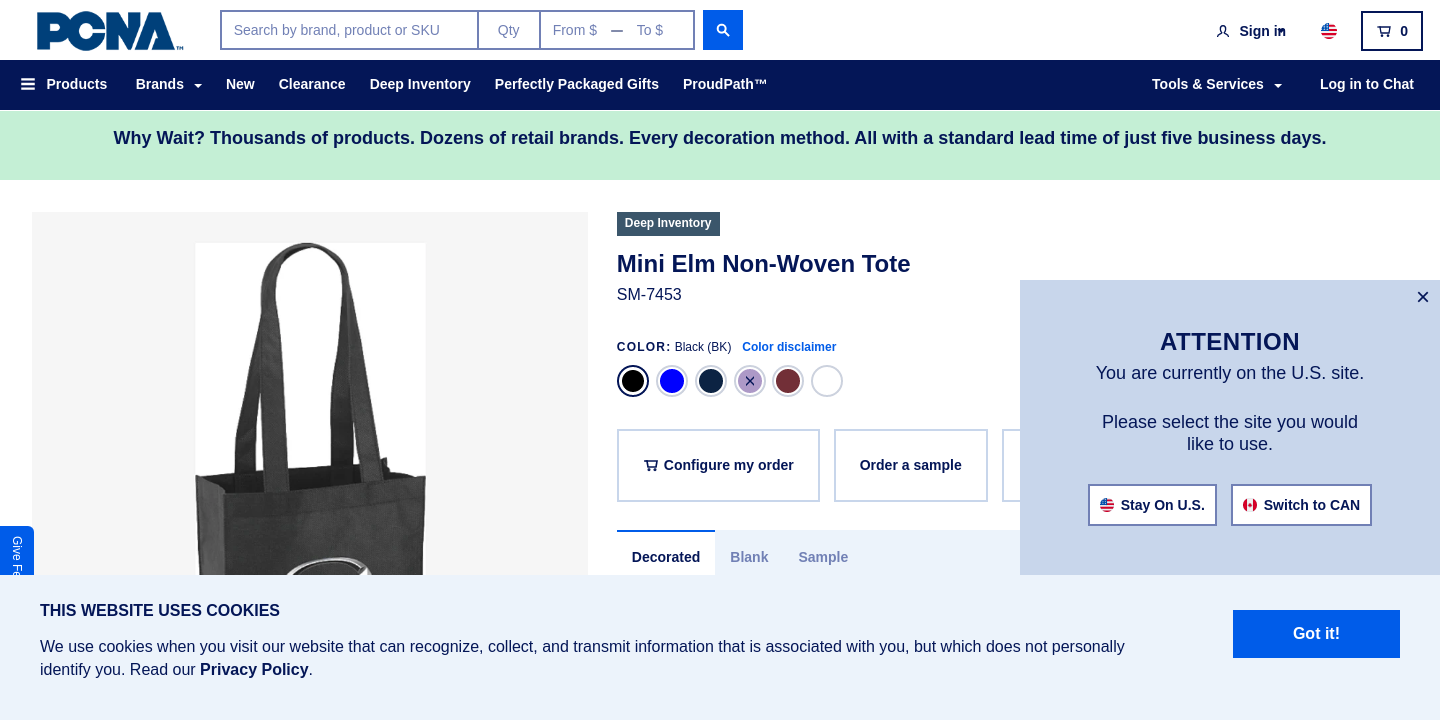 PCNA™
Search by brand, product or SKU
Qty
From $ — To $
Sign in
0
Products
Brands
New
Clearance
Deep Inventory
Perfectly Packaged Gifts
ProudPath™
Tools & Services
Log in to Chat
Why Wait? Thousands of products. Dozens of retail brands. Every decoration method. All with a standard lead time of just five business days.
Deep Inventory
Mini Elm Non-Woven Tote
SM-7453
COLOR: Black (BK) Color disclaimer
Configure my order
Order a sample
Decorated
Blank
Sample
×
ATTENTION
You are currently on the U.S. site.
Please select the site you would
like to use.
Stay On U.S.
Switch to CAN
Give Fe
THIS WEBSITE USES COOKIES
We use cookies when you visit our website that can recognize, collect, and transmit information that is associated with you, but which does not personally
identify you. Read our Privacy Policy.
Got it!